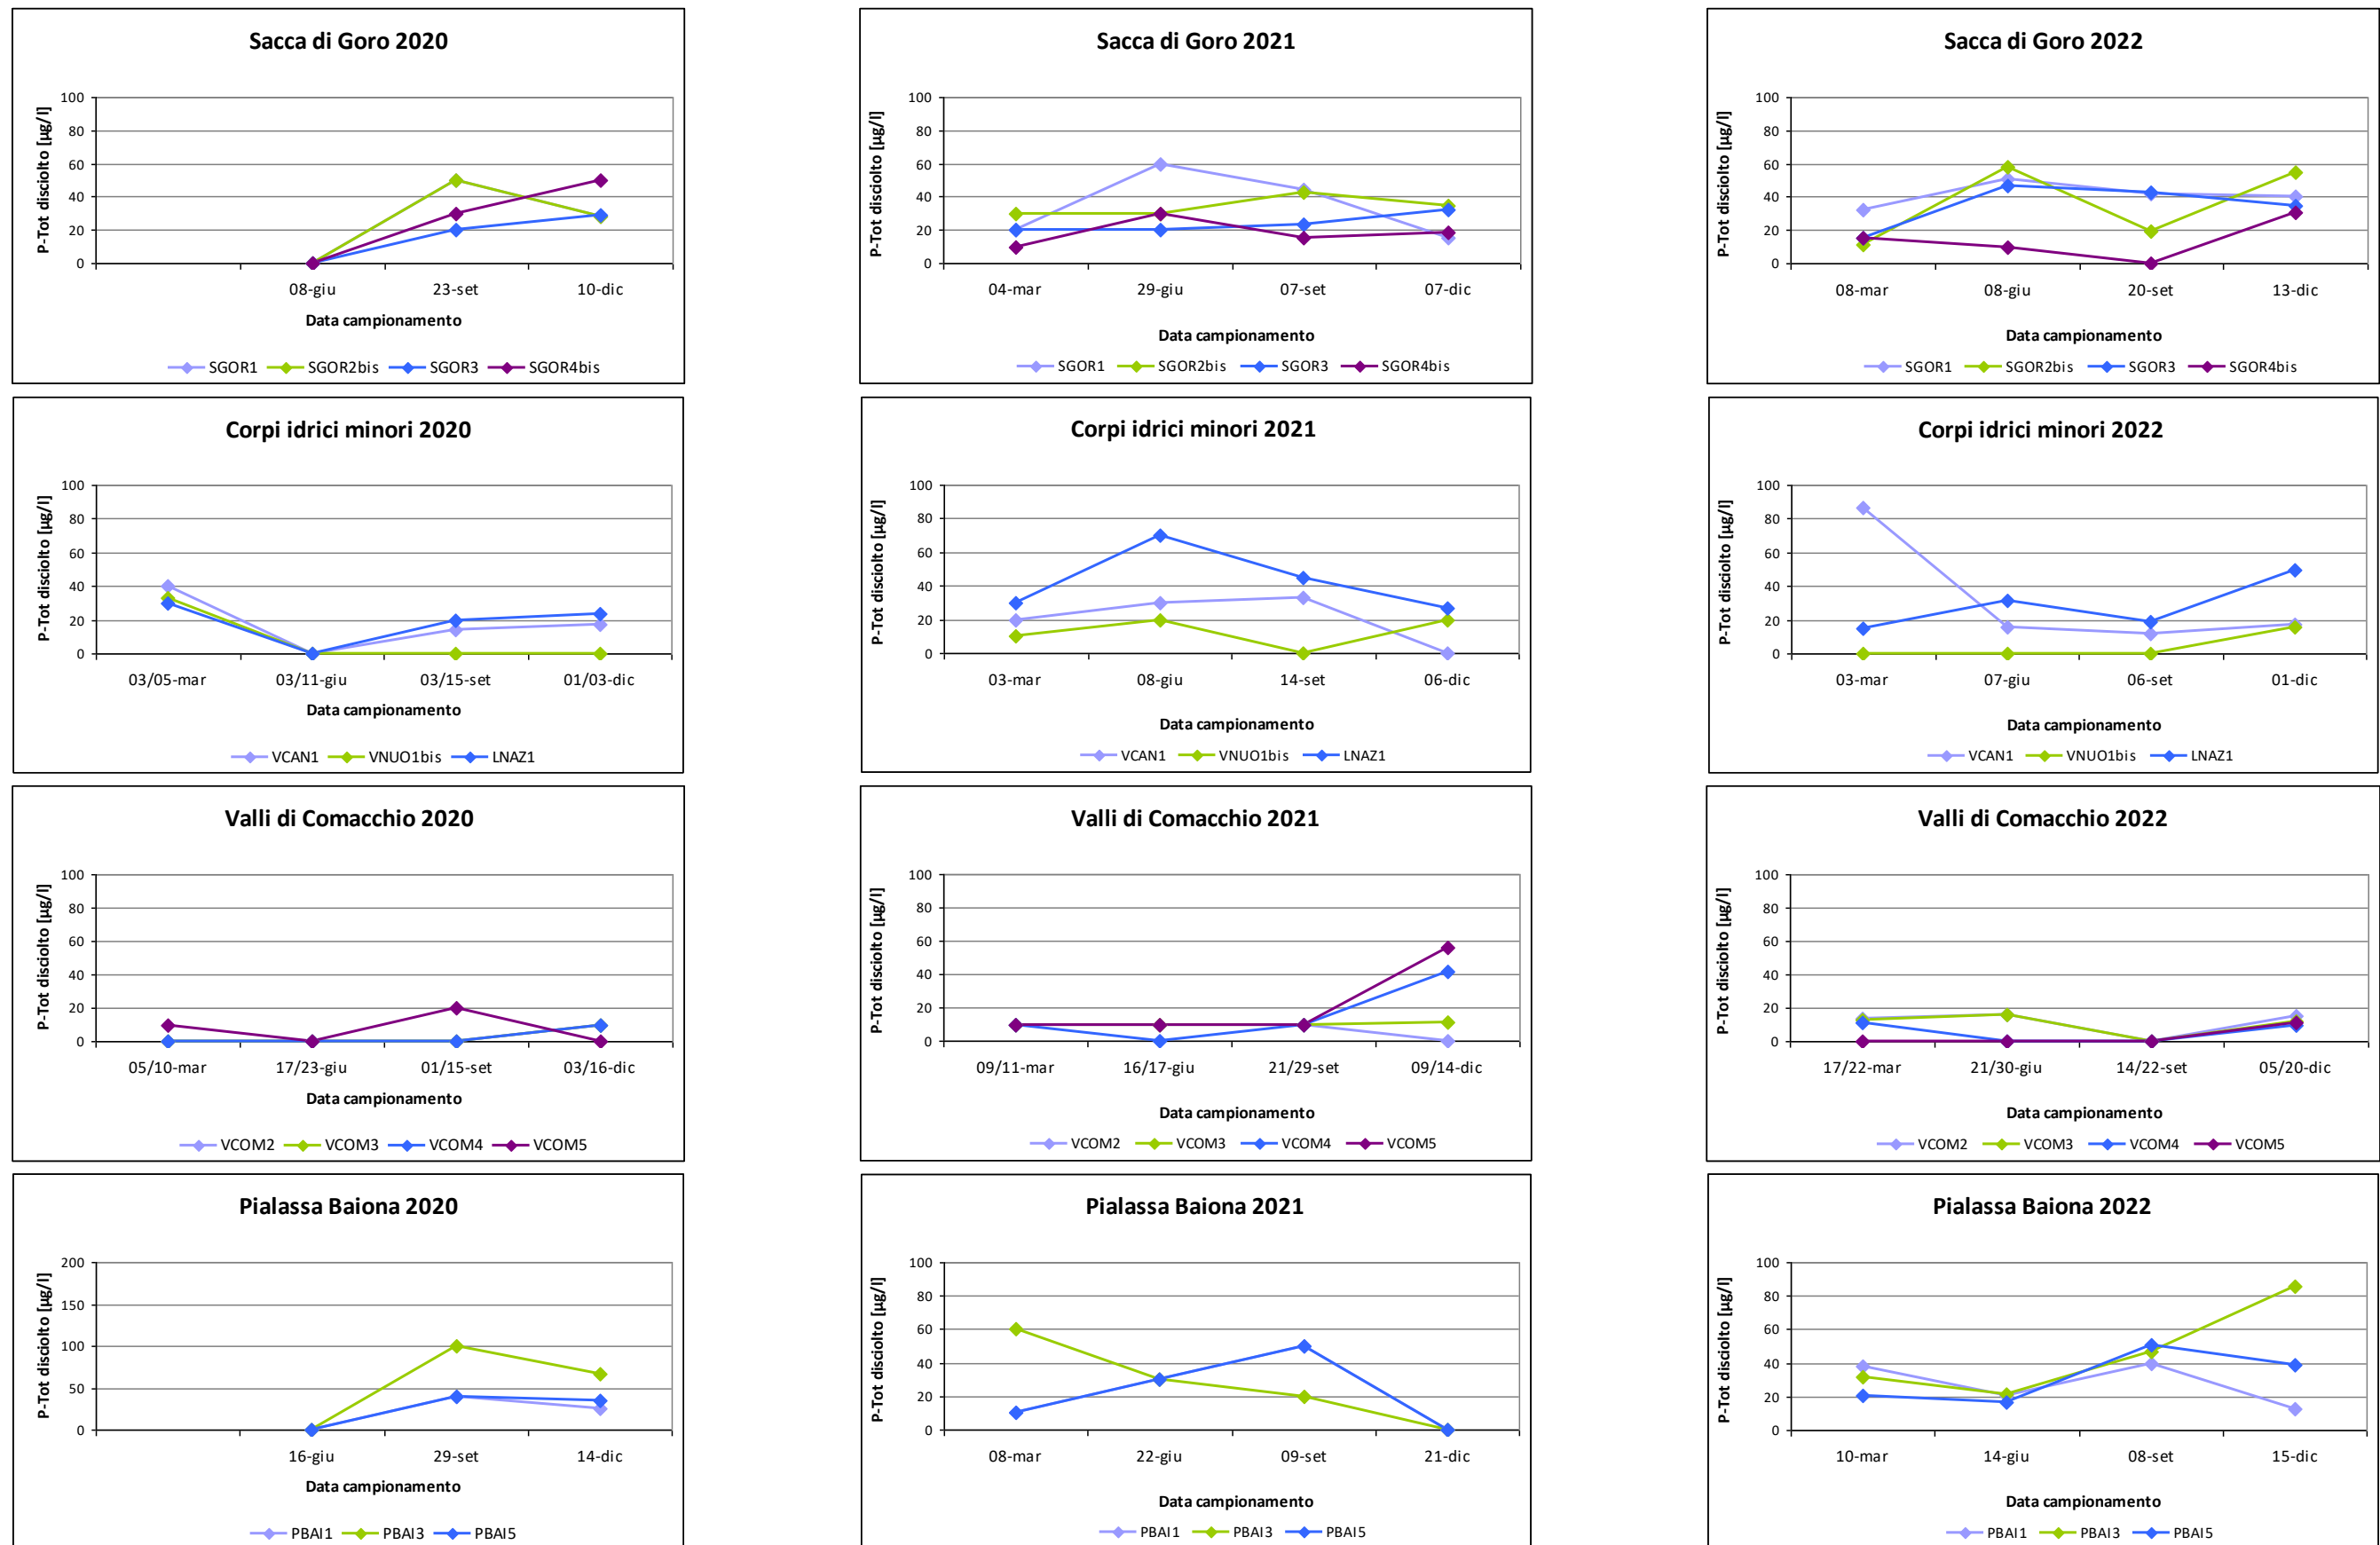 Sacca di Goro 2020
P-Tot disciolto [µg/l]
100
80
60
40
20
0
08-giu 23-set 10-dic
Data campionamento
SGOR1 SGOR2bis SGOR3 SGOR4bis
Sacca di Goro 2021
P-Tot disciolto [µg/l]
100
80
60
40
20
0
04-mar 29-giu 07-set 07-dic
Data campionamento
SGOR1 SGOR2bis SGOR3 SGOR4bis
Sacca di Goro 2022
P-Tot disciolto [µg/l]
100
80
60
40
20
0
08-mar 08-giu 20-set 13-dic
Data campionamento
SGOR1 SGOR2bis SGOR3 SGOR4bis
Corpi idrici minori 2020
P-Tot disciolto [µg/l]
100
80
60
40
20
0
03/05-mar 03/11-giu 03/15-set 01/03-dic
Data campionamento
VCAN1 VNUO1bis LNAZ1
Corpi idrici minori 2021
P-Tot disciolto [µg/l]
100
80
60
40
20
0
03-mar 08-giu 14-set 06-dic
Data campionamento
VCAN1 VNUO1bis LNAZ1
Corpi idrici minori 2022
P-Tot disciolto [µg/l]
100
80
60
40
20
0
03-mar 07-giu 06-set 01-dic
Data campionamento
VCAN1 VNUO1bis LNAZ1
Valli di Comacchio 2020
P-Tot disciolto [µg/l]
100
80
60
40
20
0
05/10-mar 17/23-giu 01/15-set 03/16-dic
Data campionamento
VCOM2 VCOM3 VCOM4 VCOM5
Valli di Comacchio 2021
P-Tot disciolto [µg/l]
100
80
60
40
20
0
09/11-mar 16/17-giu 21/29-set 09/14-dic
Data campionamento
VCOM2 VCOM3 VCOM4 VCOM5
Valli di Comacchio 2022
P-Tot disciolto [µg/l]
100
80
60
40
20
0
17/22-mar 21/30-giu 14/22-set 05/20-dic
Data campionamento
VCOM2 VCOM3 VCOM4 VCOM5
Pialassa Baiona 2020
P-Tot disciolto [µg/l]
200
150
100
50
0
16-giu 29-set 14-dic
Data campionamento
PBAI1 PBAI3 PBAI5
Pialassa Baiona 2021
P-Tot disciolto [µg/l]
100
80
60
40
20
0
08-mar 22-giu 09-set 21-dic
Data campionamento
PBAI1 PBAI3 PBAI5
Pialassa Baiona 2022
P-Tot disciolto [µg/l]
100
80
60
40
20
0
10-mar 14-giu 08-set 15-dic
Data campionamento
PBAI1 PBAI3 PBAI5